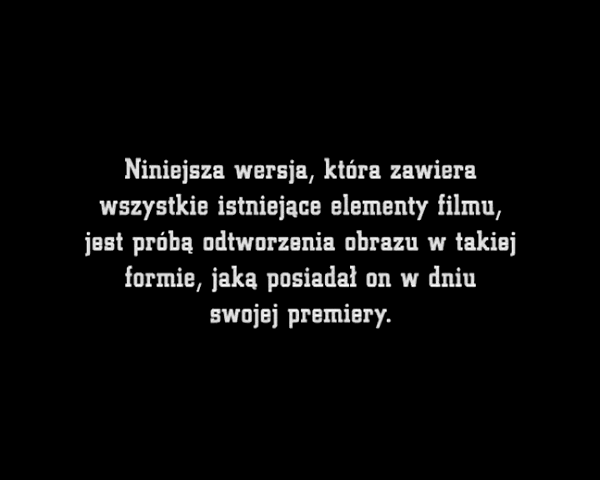 Niniejsza wersja, która zawiera
wszystkie istniejące elementy filmu,
jest próbą odtworzenia obrazu w takiej
formie, jaką posiadał on w dniu
swojej premiery.